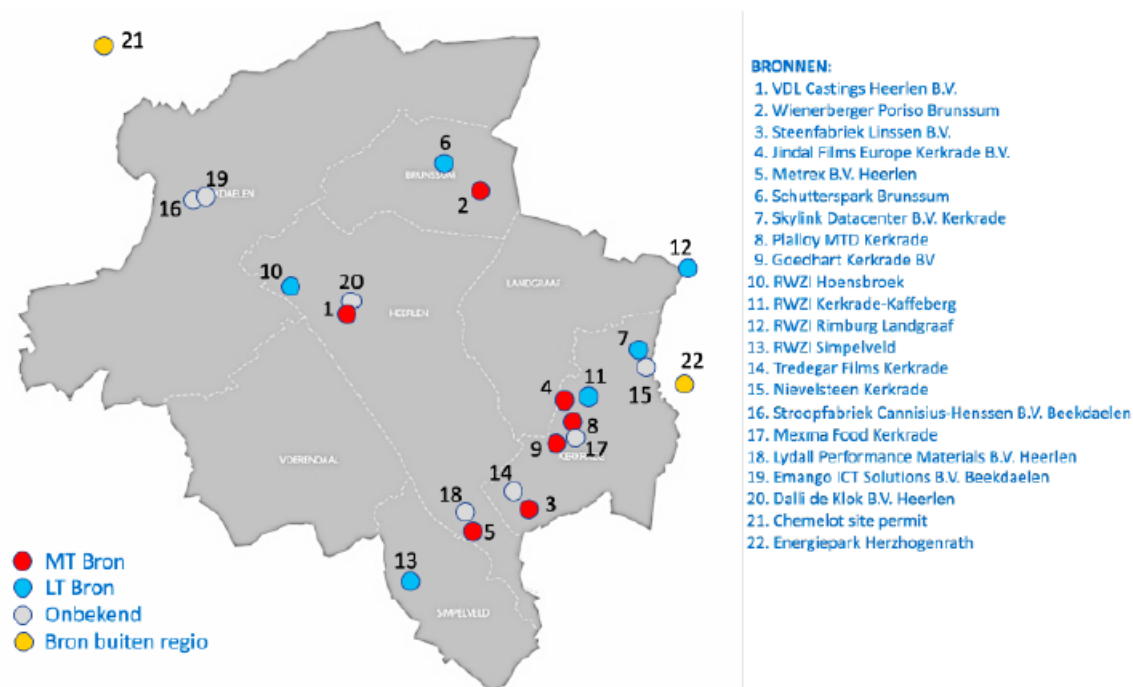 21
BRONNEN:
1. VDL Castings Heerlen B.V.
2. Wienerberger Poriso Brunssum
3. Steenfabriek Linssen B.V.
4. Jindal Films Europe Kerkrade B.V.
5. Metrex B.V. Heerlen
6. Schutterspark Brunssum
7. Skylink Datacenter B.V. Kerkrade
8. Plalloy MTD Kerkrade
9. Goedhart Kerkrade BV
10. RWZI Hoensbroek
11. RWZI Kerkrade-Kaffeberg
12. RWZI Rimburg Landgraaf
13. RWZI Simpelveld
14. Tredegar Films Kerkrade
15. Nievelsteen Kerkrade
16. Stroopfabriek Cannisius-Henssen B.V. Beekdaelen
17. Mexma Food Kerkrade
18. Lydall Performance Materials B.V. Heerlen
19. Emango ICT Solutions B.V. Beekdaelen
20. Dalli de Klok B.V. Heerlen
21. Chemelot site permit
22. Energiepark Herzhogenrath
6
BRUNSSUM
2
19
16
12
10
20
LANDGRAAF
1
HEERLEN
7
22
15
4
11
8
9
17
KERKRADE
VOERENDAAL
14
18
3
5
13
SIMPELVELD
MT Bron
LT Bron
Onbekend
Bron buiten regio